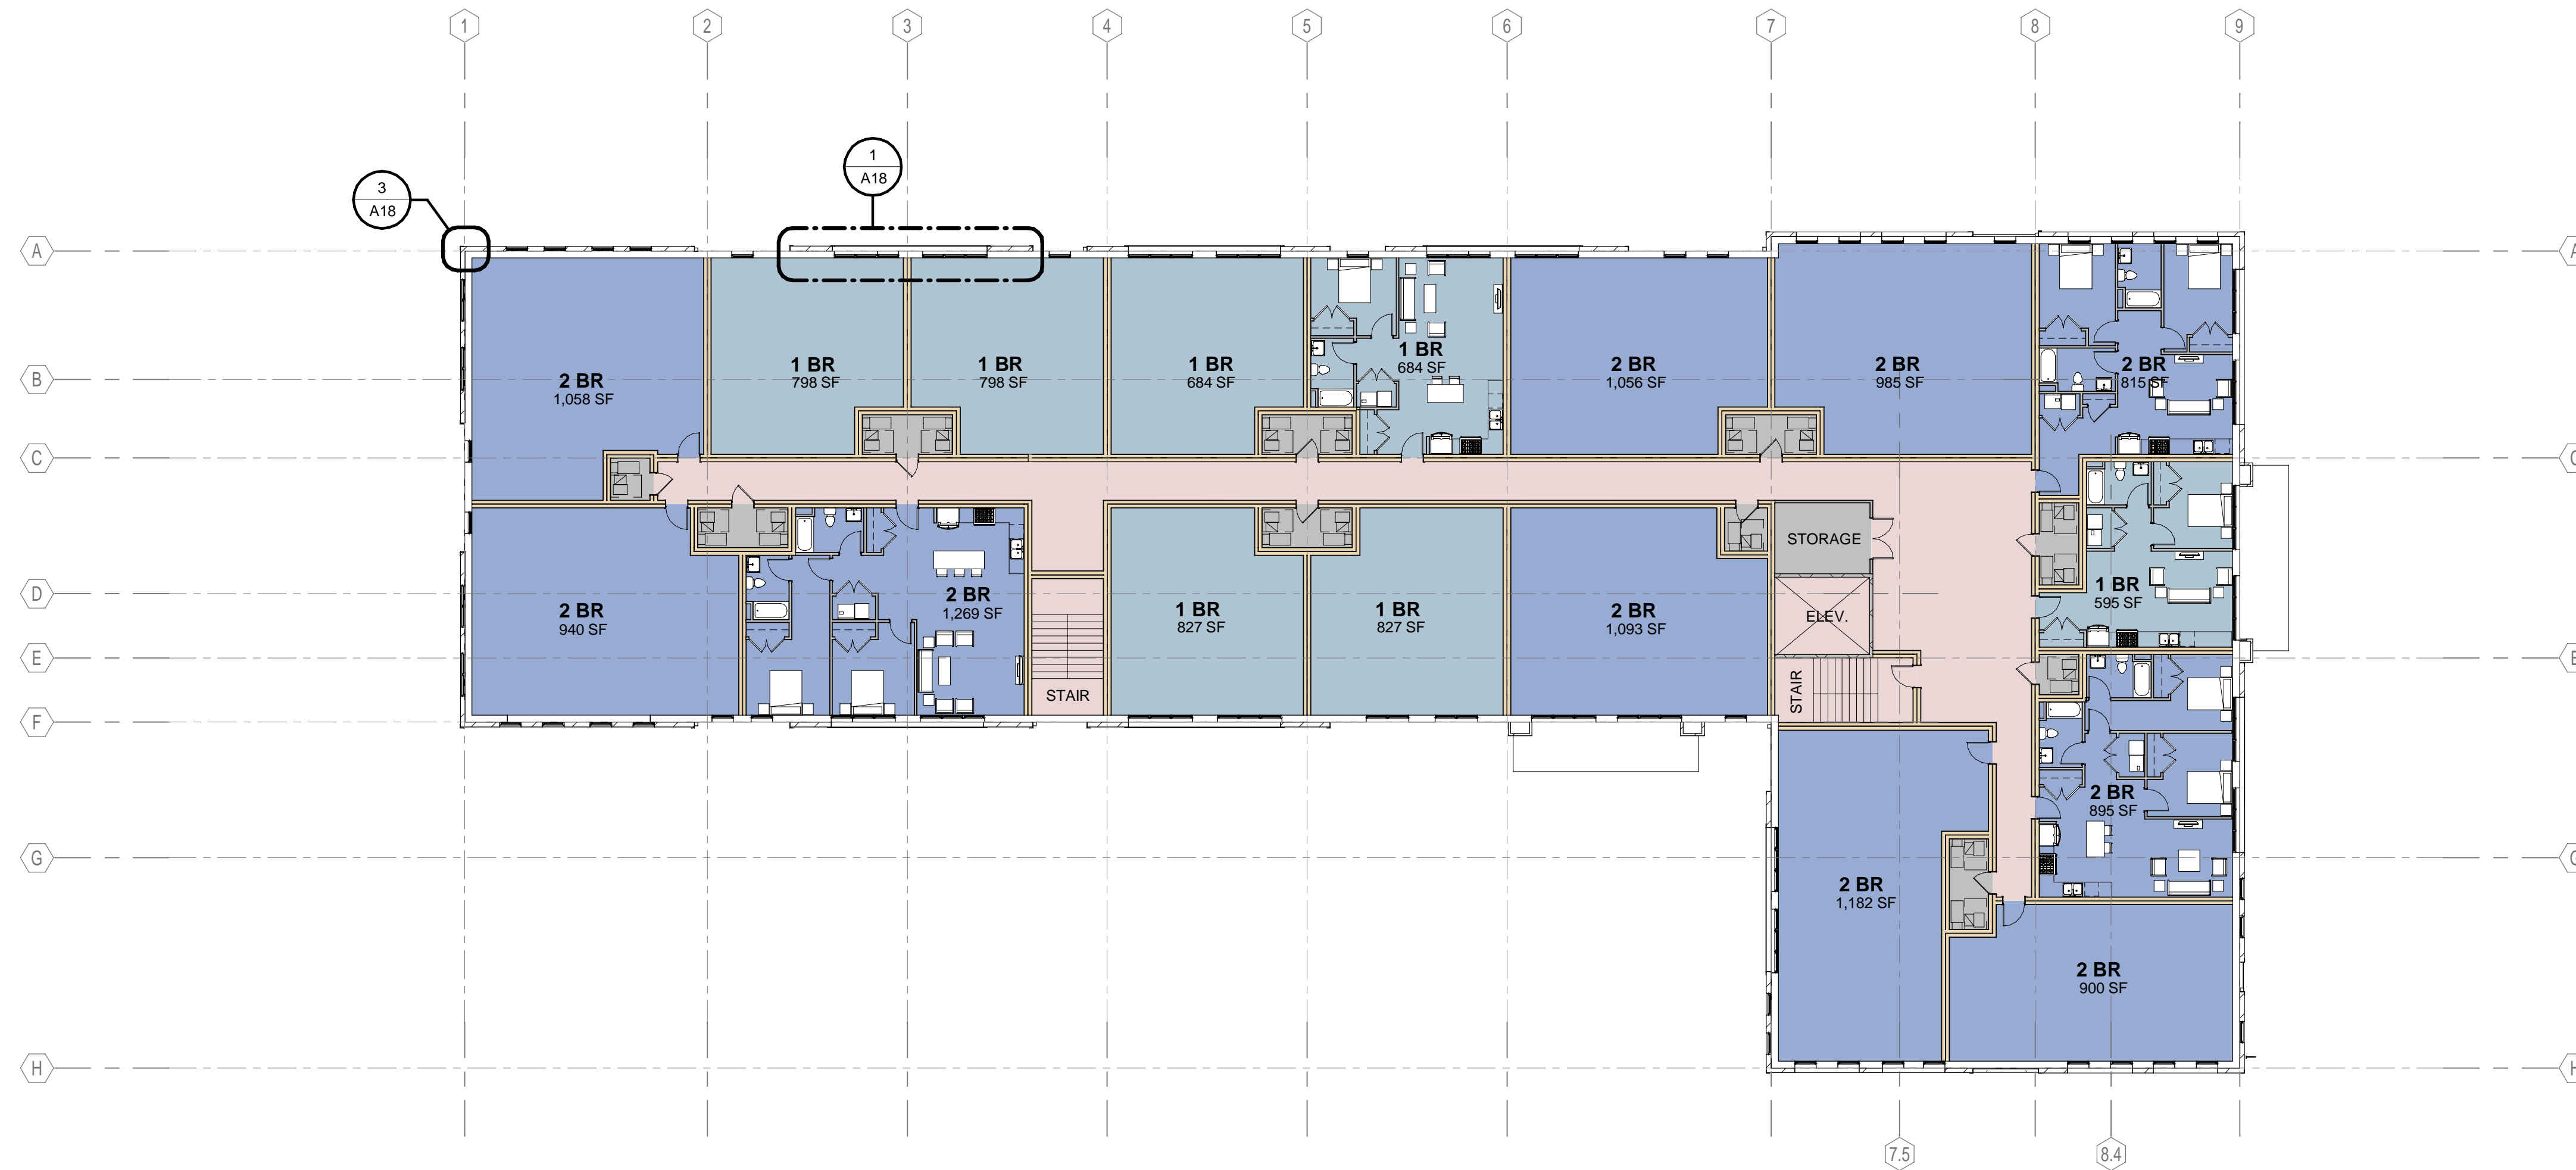 1 2 3 4 5 6 7 8 9
1
A18
3
A18
A
A
B
1 BR
684 SF
1 BR
798 SF
1 BR
798 SF
1 BR
684 SF
2 BR
1,056 SF
2 BR
985 SF
2 BR
815 SF
2 BR
1,058 SF
C
STORAGE
1 BR
595 SF
D
2 BR
1,269 SF
2 BR
940 SF
1 BR
827 SF
1 BR
827 SF
2 BR
1,093 SF
ELEV.
E
STAIR
STAIR
F
2 BR
895 SF
G
2 BR
1,182 SF
2 BR
900 SF
H
7.5 8.4